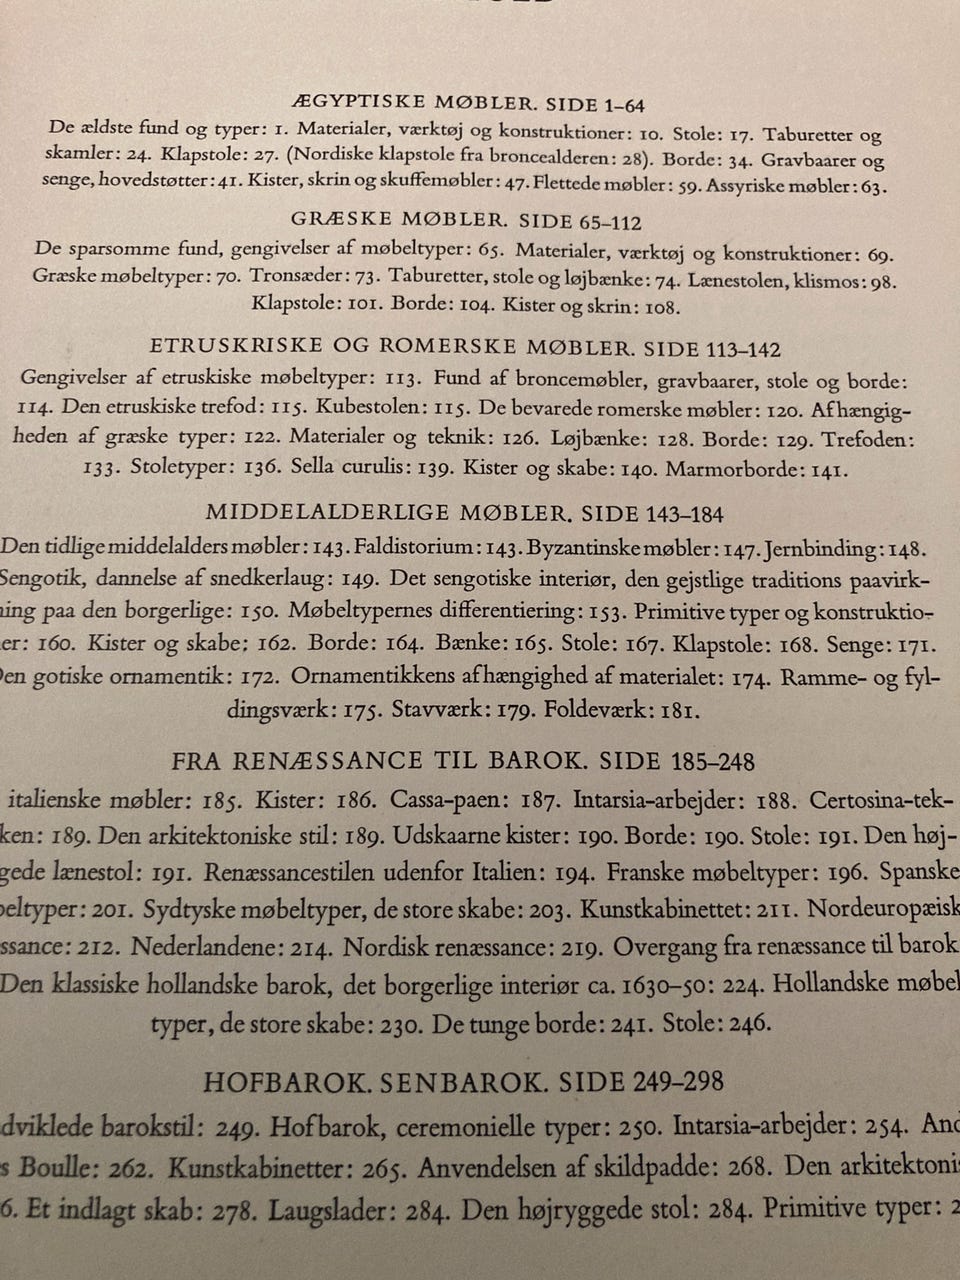 ÆGYPTISKE MØBLER. SIDE 1–64
De ældste fund og typer: 1. Materialer, værktøj og konstruktioner: 10. Stole: 17. Taburetter og
skamler: 24. Klapstole: 27. (Nordiske klapstole fra broncealderen: 28). Borde: 34. Gravbaarer og
senge, hovedstøtter: 41. Kister, skrin og skuffemøbler: 47. Flettede møbler: 59. Assyriske møbler: 63.
GRÆSKE MØBLER. SIDE 65–112
De sparsomme fund, gengivelser af møbeltyper: 65. Materialer, værktøj og konstruktioner: 69.
Græske møbeltyper: 70. Tronsæder: 73. Taburetter, stole og løjbænke: 74. Lænestolen, klismos: 98.
Klapstole: 101. Borde: 104. Kister og skrin: 108.
ETRUSKRISKE OG ROMERSKE MØBLER. SIDE 113–142
Gengivelser af etruskiske møbeltyper: 113. Fund af broncemøbler, gravbaarer, stole og borde:
114. Den etruskiske trefod: 115. Kubestolen: 115. De bevarede romerske møbler: 120. Afhængig-
heden af græske typer: 122. Materialer og teknik: 126. Løjbænke: 128. Borde: 129. Trefoden:
133. Stoletyper: 136. Sella curulis: 139. Kister og skabe: 140. Marmorborde: 141.
MIDDELALDERLIGE MØBLER. SIDE 143–184
Den tidlige middelalders møbler: 143. Faldistorium: 143. Byzantinske møbler: 147. Jernbinding: 148.
Sengotik, dannelse af snedkerlaug: 149. Det sengotiske interiør, den gejstlige traditions paavirk-
ning paa den borgerlige: 150. Møbeltypernes differentiering: 153. Primitive typer og konstruktio-
er: 160. Kister og skabe: 162. Borde: 164. Bænke: 165. Stole: 167. Klapstole: 168. Senge: 171.
Den gotiske ornamentik: 172. Ornamentikkens afhængighed af materialet: 174. Ramme- og fyl-
dingsværk: 175. Stavværk: 179. Foldeværk: 181.
FRA RENÆSSANCE TIL BAROK. SIDE 185–248
italienske møbler: 185. Kister: 186. Cassa-paen: 187. Intarsia-arbejder: 188. Certosina-tek-
ken: 189. Den arkitektoniske stil: 189. Udskaarne kister: 190. Borde: 190. Stole: 191. Den høj-
gede lænestol: 191. Renæssancestilen udenfor Italien: 194. Franske møbeltyper: 196. Spanske
beltyper: 201. Sydtyske møbeltyper, de store skabe: 203. Kunstkabinettet: 211. Nordeuropæisk
ssance: 212. Nederlandene: 214. Nordisk renæssance: 219. Overgang fra renæssance til barok
Den klassiske hollandske barok, det borgerlige interiør ca. 1630–50: 224. Hollandske møbel
typer, de store skabe: 230. De tunge borde: 241. Stole: 246.
HOFBAROK. SENBAROK. SIDE 249–298
dviklede barokstil: 249. Hofbarok, ceremonielle typer: 250. Intarsia-arbejder: 254. And
s Boulle: 262. Kunstkabinetter: 265. Anvendelsen af skildpadde: 268. Den arkitektonis
6. Et indlagt skab: 278. Laugslader: 284. Den højryggede stol: 284. Primitive typer: 2